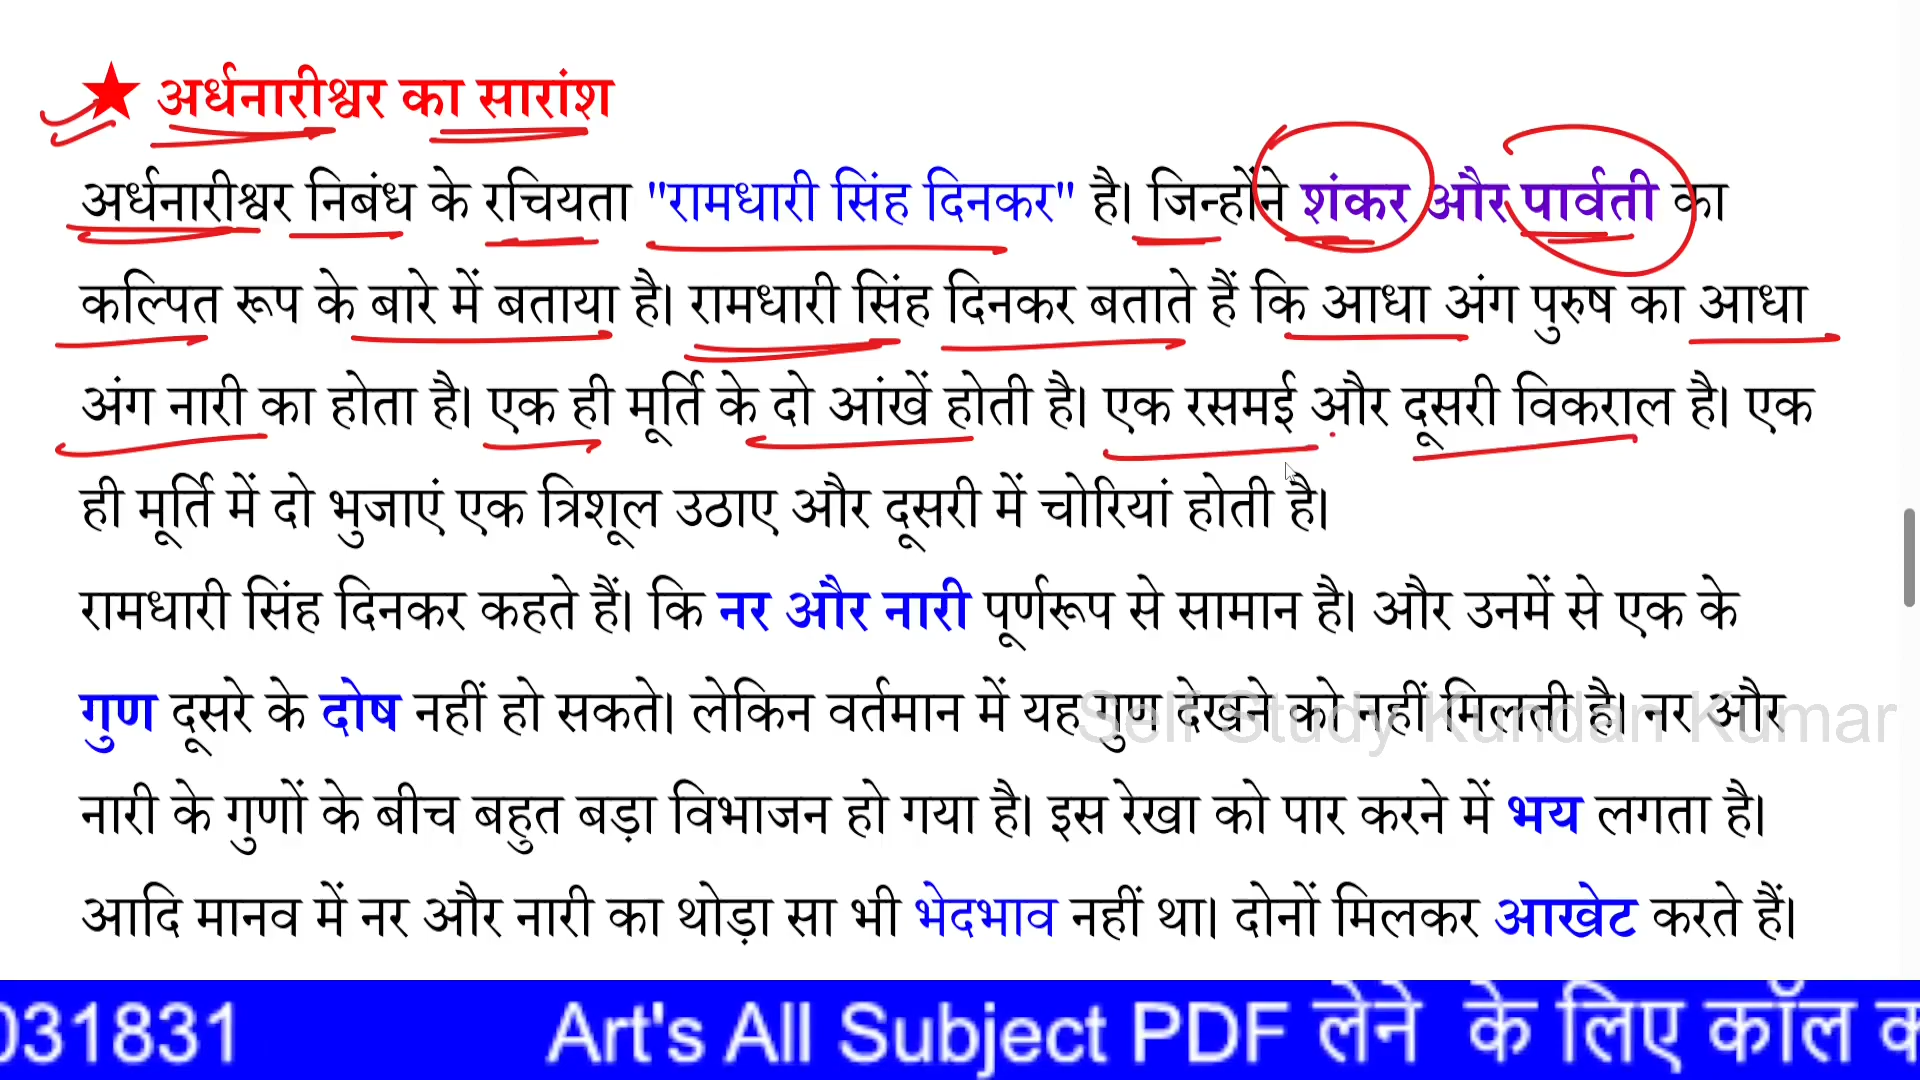 ★ अर्धनारीश्वर का सारांश
अर्धनारीश्वर निबंध के रचियता "रामधारी सिंह दिनकर" है। जिन्होंने शंकर और पार्वती का
कल्पित रूप के बारे में बताया है। रामधारी सिंह दिनकर बताते हैं कि आधा अंग पुरुष का आधा
अंग नारी का होता है। एक ही मूर्ति के दो आंखें होती है। एक रसमई और दूसरी विकराल है। एक
ही मूर्ति में दो भुजाएं एक त्रिशूल उठाए और दूसरी में चोरियां होती है।
रामधारी सिंह दिनकर कहते हैं। कि नर और नारी पूर्णरूप से सामान है। और उनमें से एक के
गुण दूसरे के दोष नहीं हो सकते। लेकिन वर्तमान में यह गुण देखने को नहीं मिलती है। नर और
Self Study Kundan Kumar
नारी के गुणों के बीच बहुत बड़ा विभाजन हो गया है। इस रेखा को पार करने में भय लगता है।
आदि मानव में नर और नारी का थोड़ा सा भी भेदभाव नहीं था। दोनों मिलकर आखेट करते हैं।
031831 Art's All Subject PDF लेने के लिए कॉल